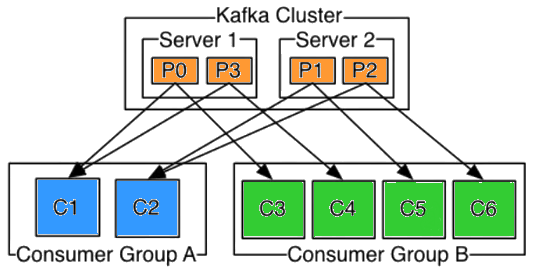 Kafka Cluster
Server 1 Server 2
P0 P3 P1 P2
C1 C2 C3 C4 C5 C6
Consumer Group A Consumer Group B